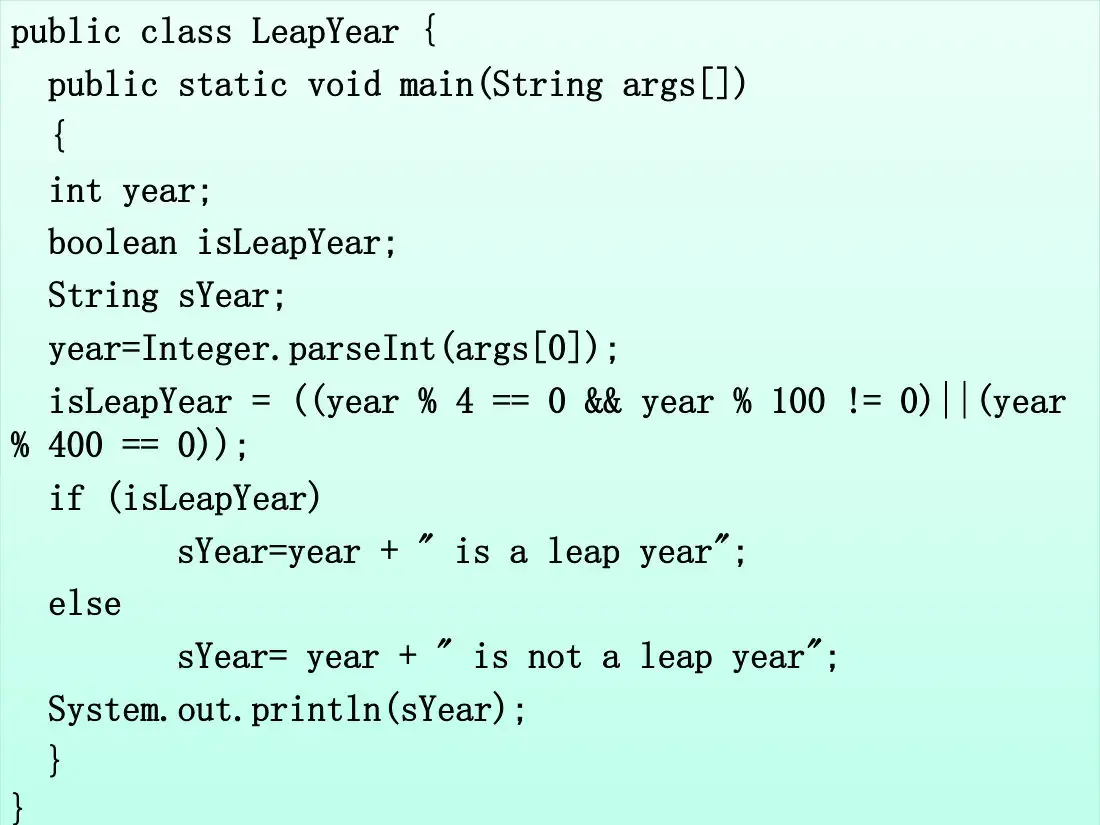 public class LeapYear {
public static void main(String args[])
{
int year;
boolean isLeapYear;
String sYear;
year=Integer.parseInt(args[0]);
isLeapYear = ((year % 4 == 0 && year % 100 != 0)||(year
% 400 == 0));
if (isLeapYear)
sYear=year + " is a leap year";
else
sYear= year + " is not a leap year";
System.out.println(sYear);
}
}